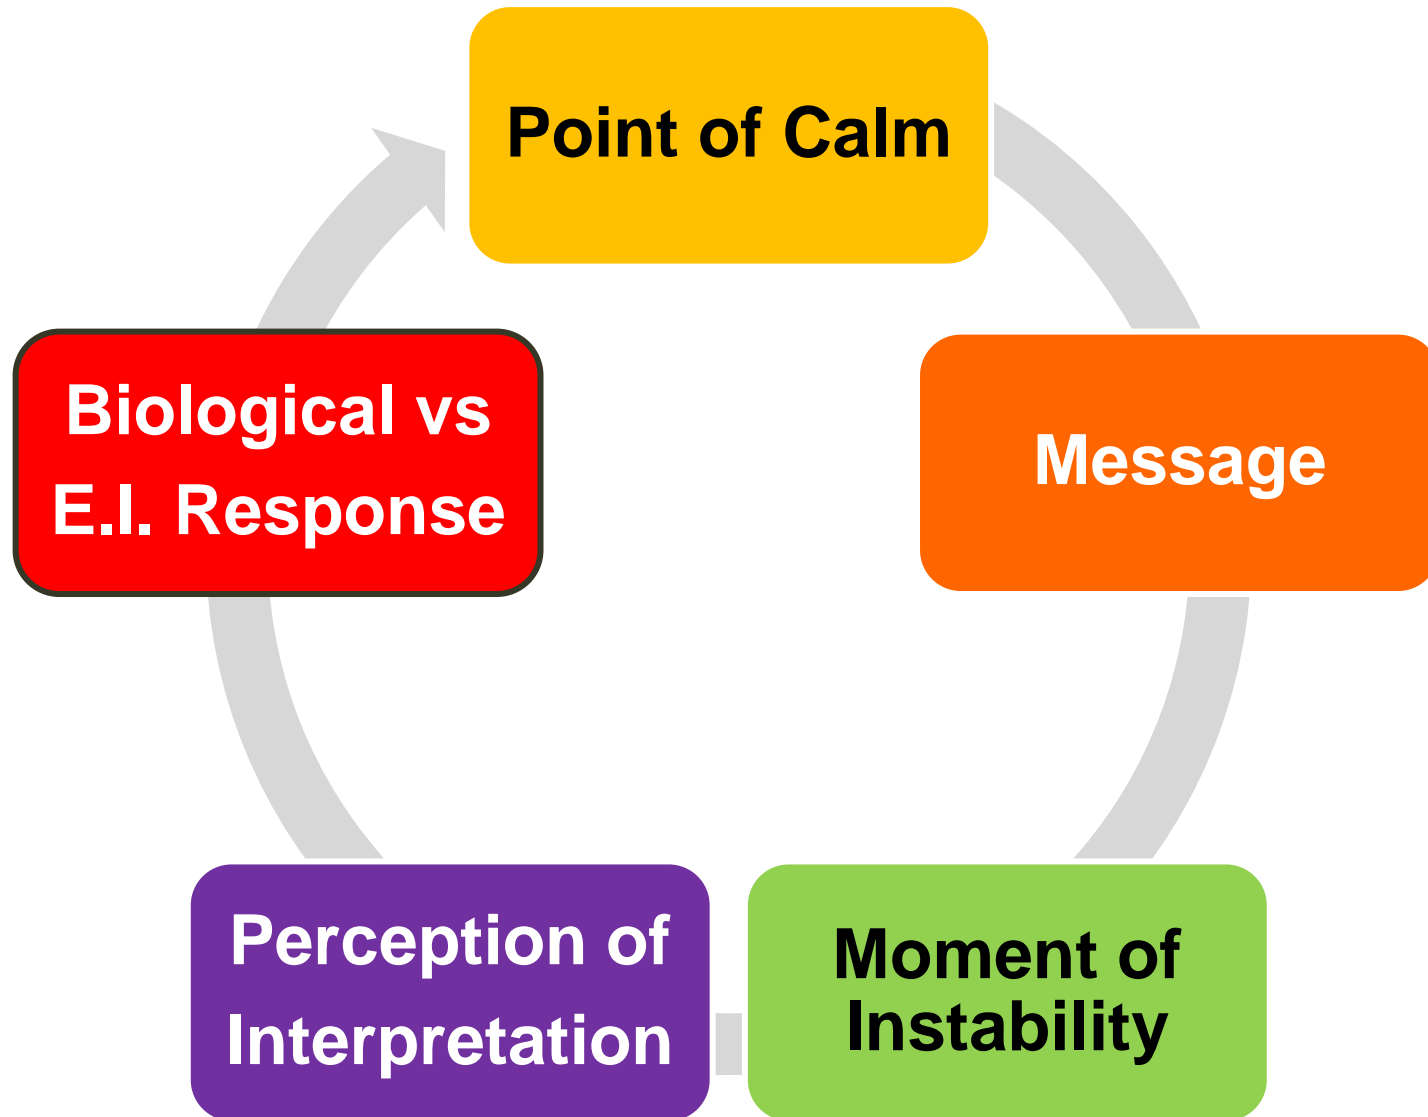 Point of Calm
Message
Moment of
Instability
Perception of
Interpretation
Biological vs
E.I. Response